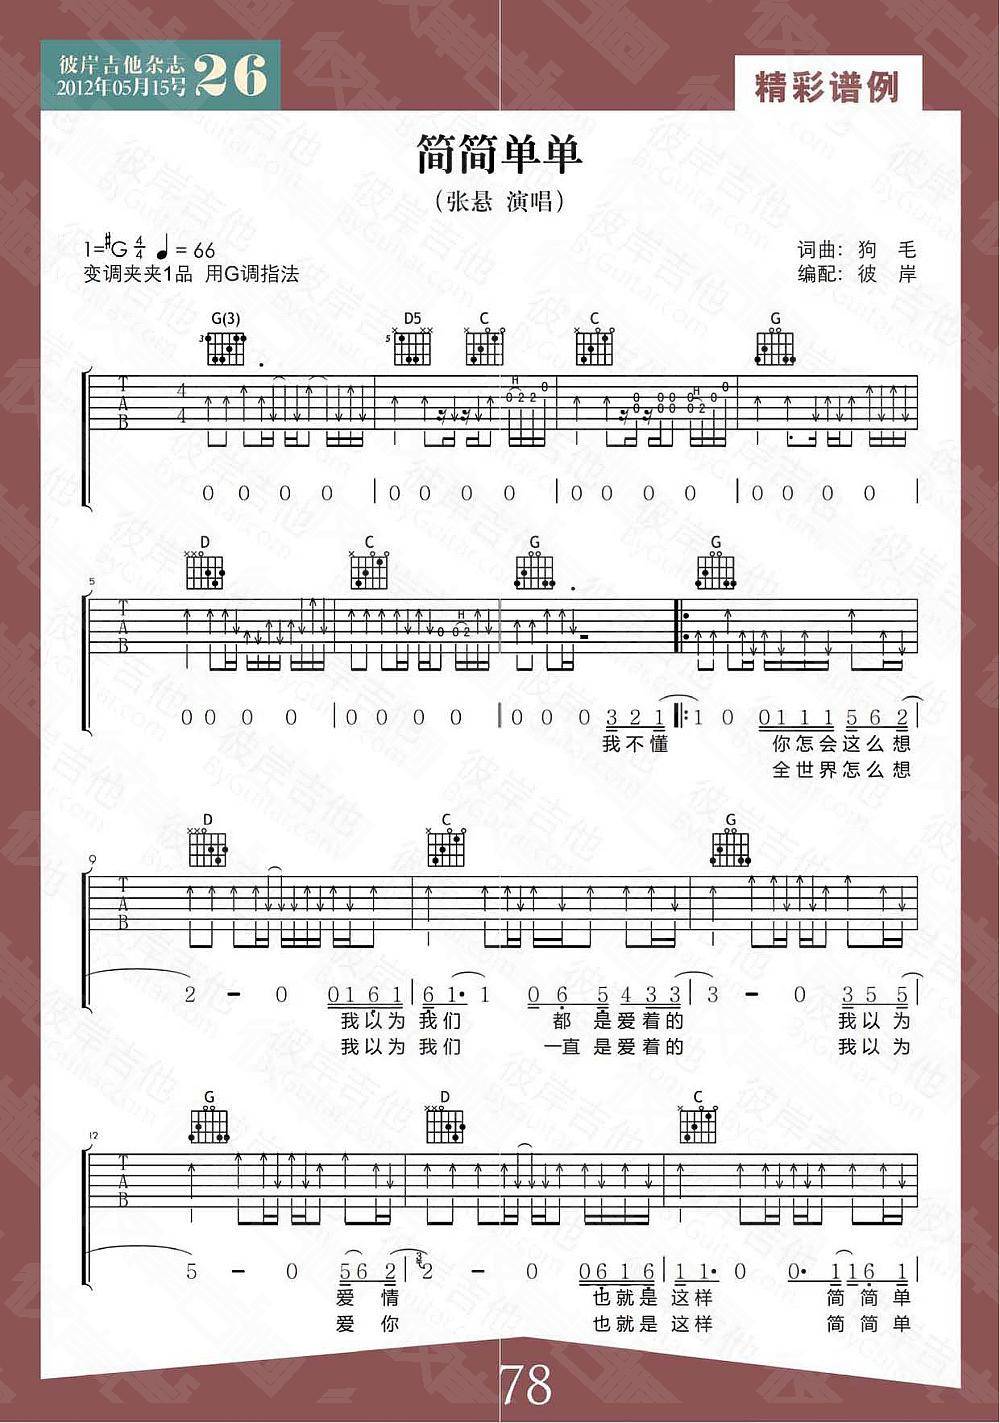 彼岸吉他杂志
2012年05月15号
26
精彩谱例
简简单单
（张悬 演唱）
1=#G 4/4 ♩= 66
变调夹夹1品 用G调指法
词曲：狗 毛
编配：彼 岸
G(3) D5 C C G
3 5
T A B 4 4 H 0 2 2 0 0 0 0 0 0 0 H 0 2 0 0
0 0 0 0 | 0 0 0 0 | 0 0 0 0 | 0 0 0 0 |
D C G G
5
T A B 0 0 2 H
0 0 0 0 | 0 0 0 0 | 0 0 0 3 2 1 |: 1 0 0 1 1 1 5 6 2 |
我不懂 你怎会这么想
全世界怎么想
D C G
9
T A B
2 - 0 0 1 6 1 | 6 1· 1 0 6 5 4 3 3 | 3 - 0 3 5 5 |
我以为 我们 都 是爱着的 我以为
我以为 我们 一直 是爱着的 我以为
G D C
12
T A B
5 - 0 5 6 2 | 2 - 0 0 6 1 6 | 1 1· 0 0· 1 1 6 1 |
爱 情 也就是 这样 简 简 单
爱 你 也就是 这样 简 简 单
78